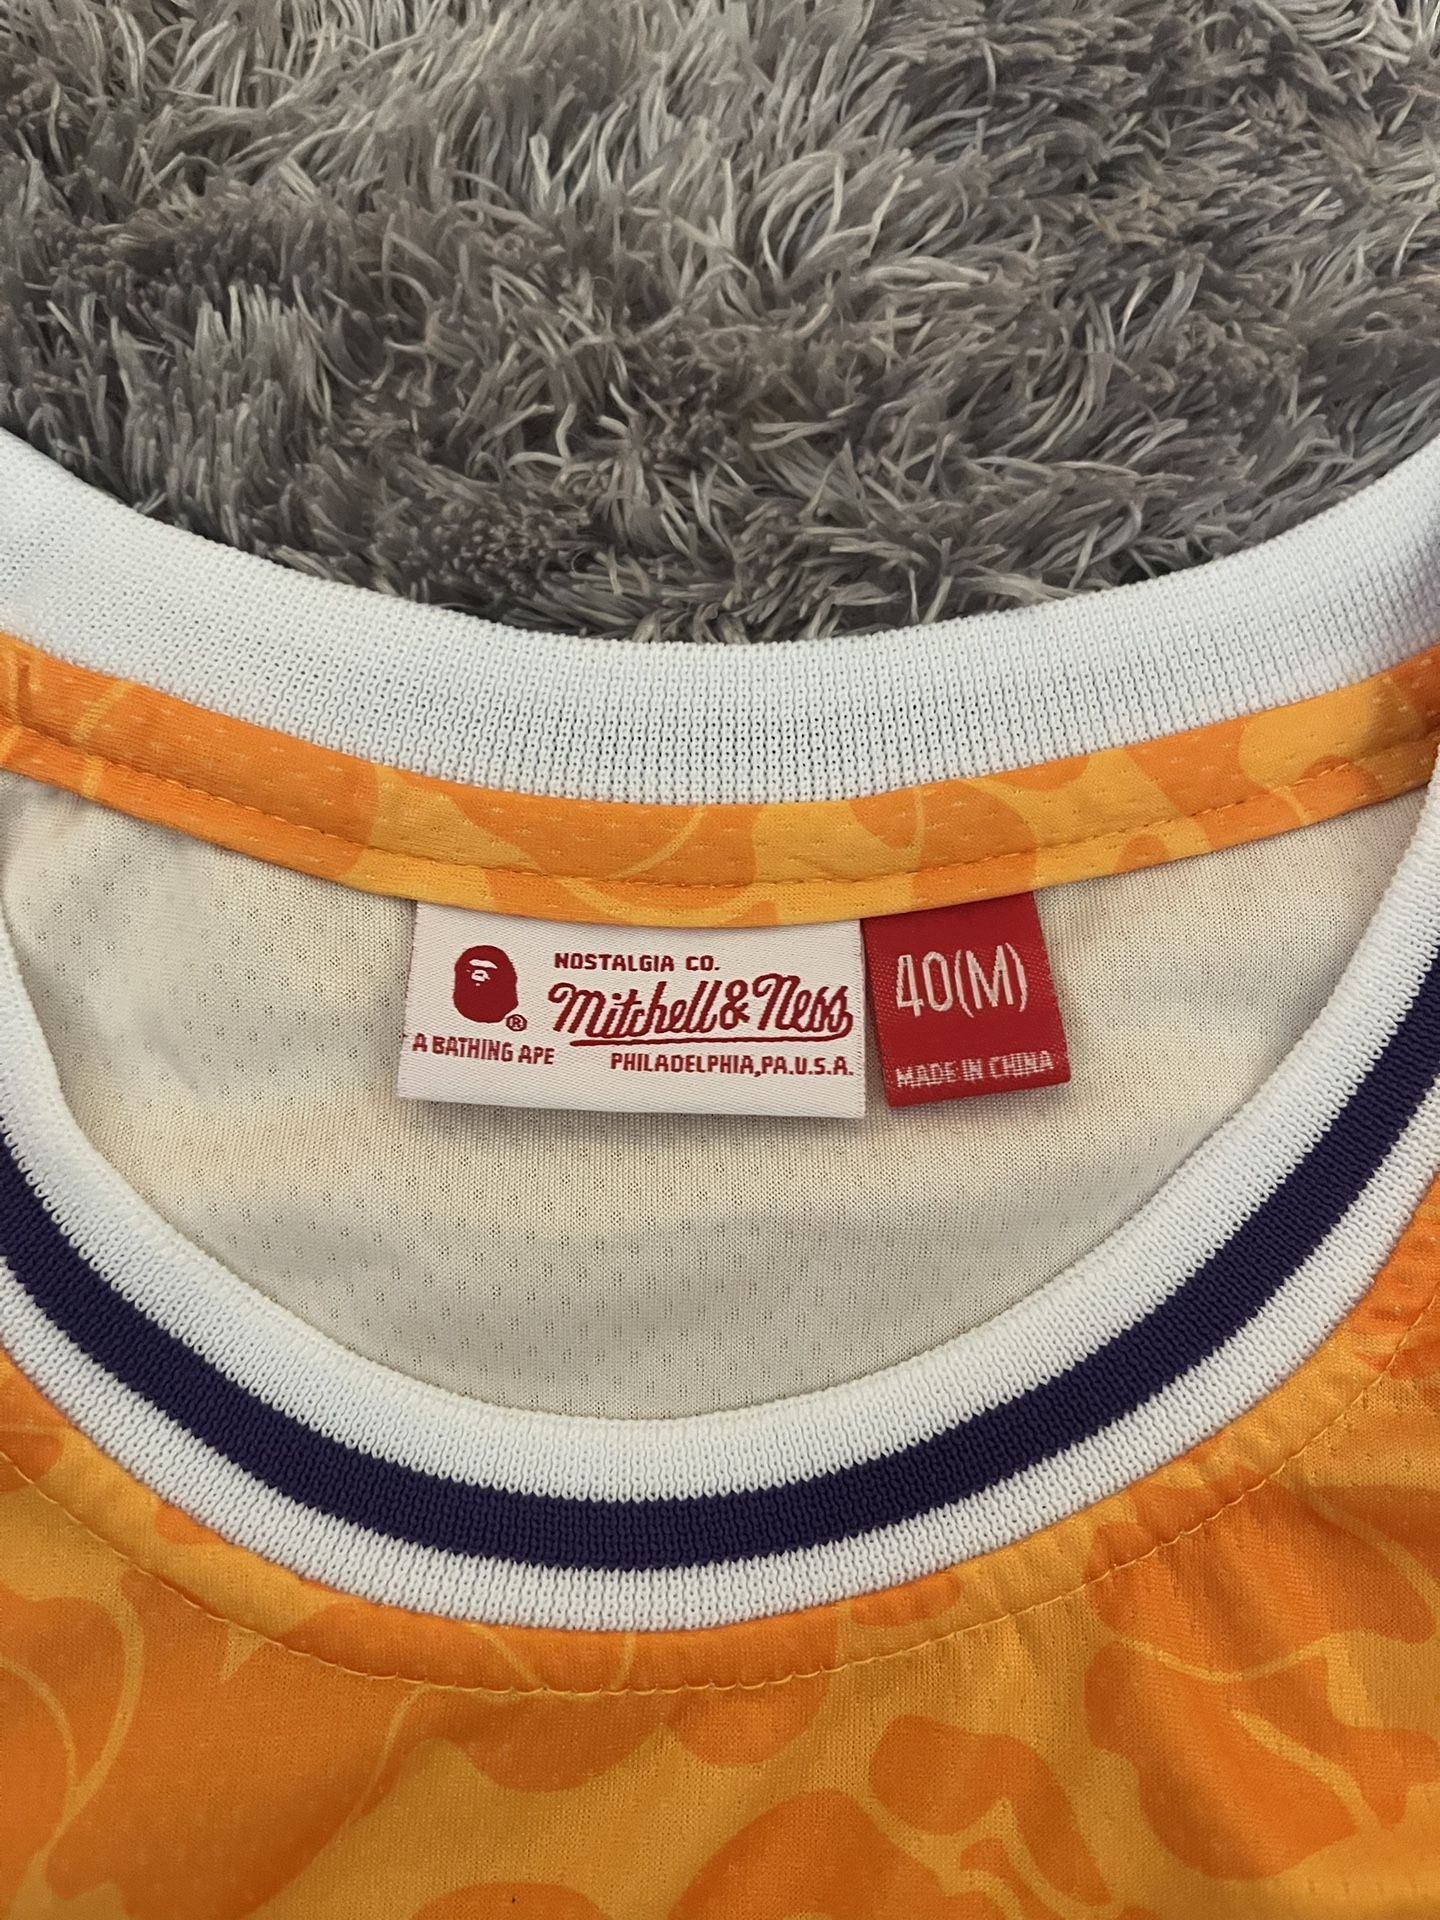 NOSTALGIA CO.
Mitchell & Ness
®
A BATHING APE
PHILADELPHIA, PA. U.S.A.
40(M)
MADE IN CHINA